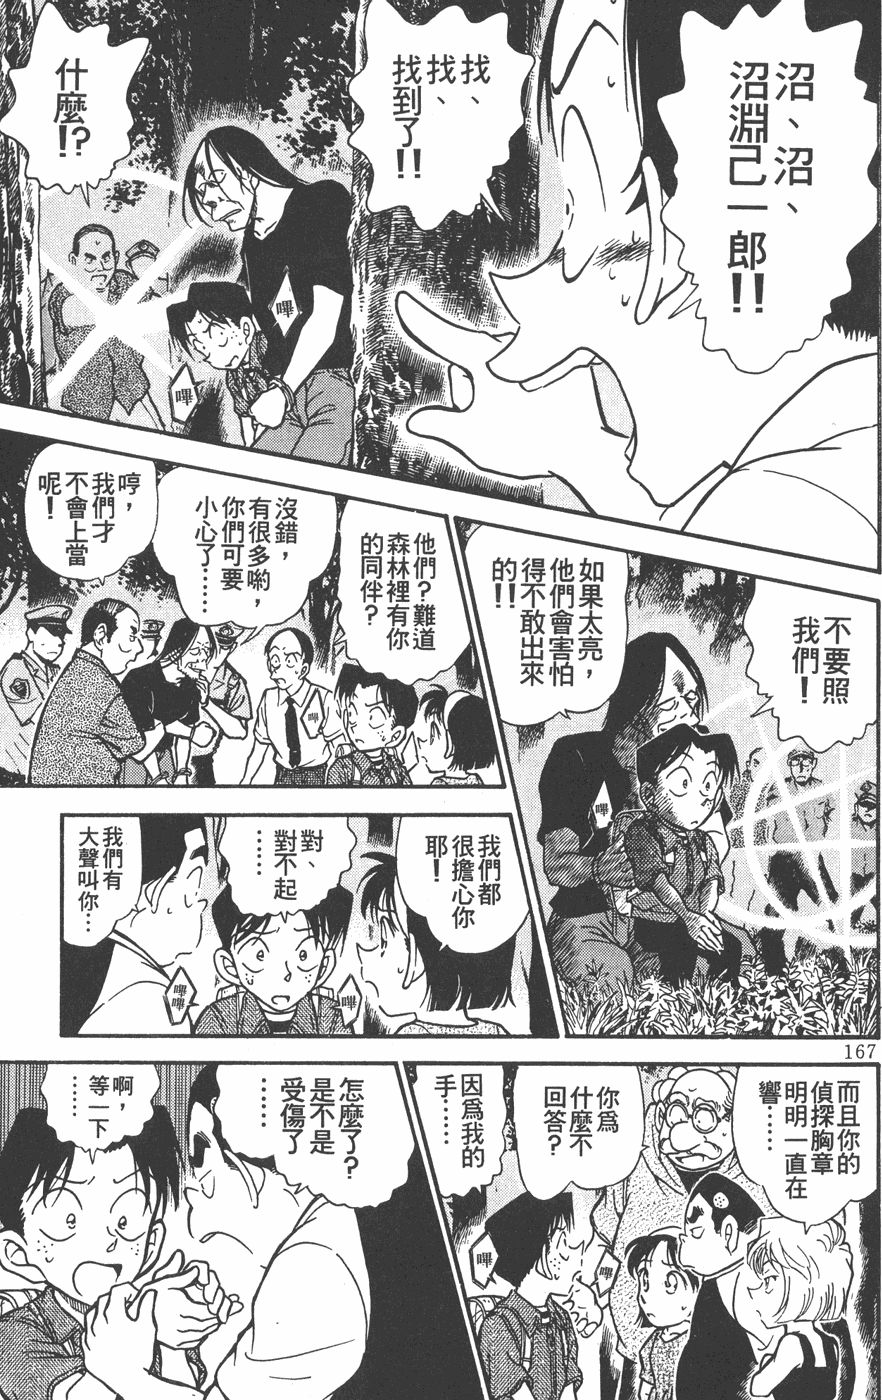 沼、沼、
沼淵己一郎!!
找、
找、
找到了!!
什麼!?
不要照
我們！
如果太亮，
他們會害怕
得不敢出來
的!!
他們？難道
森林裡有你
的同伴？
沒錯，
有很多喲，
你們可要
小心了……
哼，
我們才
不會上當
呢！
嗶
嗶
嗶
嗶
我們都
很擔心你
耶！
對、
對不起
……
我們有
大聲叫你…
嗶嗶
嗶嗶
167
而且你的
偵探胸章
明明一直在
響……
你為
什麼不
回答？
因為我的
手……
嗶
嗶
怎麼了？
是不是
受傷了
……
啊，
等一下
……